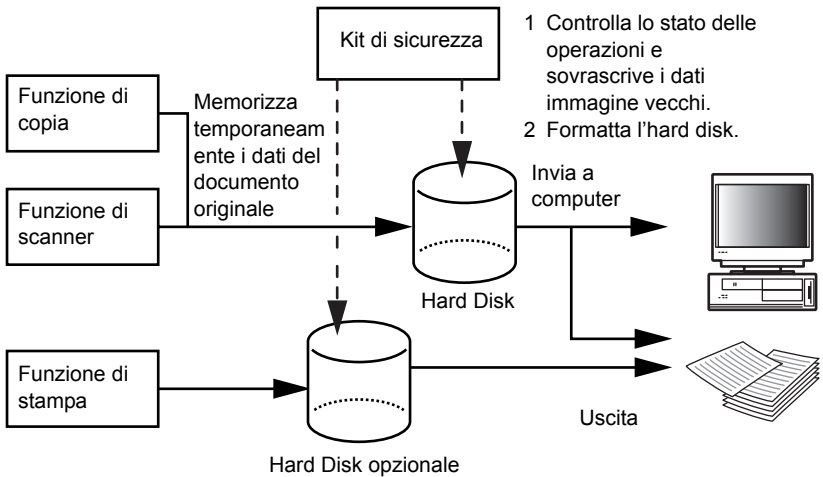 Kit di sicurezza
1 Controlla lo stato delle
operazioni e
sovrascrive i dati
immagine vecchi.
2 Formatta l'hard disk.
Funzione di
copia
Memorizza
temporaneam
ente i dati del
documento
originale
Funzione di
scanner
Invia a
computer
Hard Disk
Funzione di
stampa
Uscita
Hard Disk opzionale